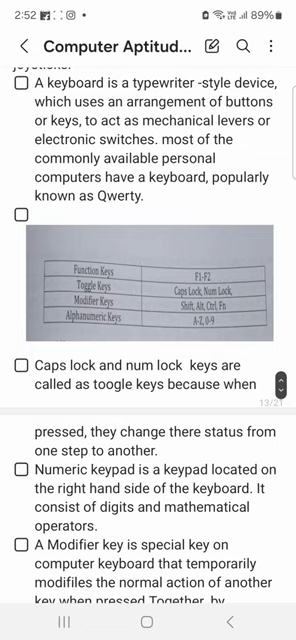 2:52
89%
Computer Aptitud...
joysticks.
A keyboard is a typewriter -style device,
which uses an arrangement of buttons
or keys, to act as mechanical levers or
electronic switches. most of the
commonly available personal
computers have a keyboard, popularly
known as Qwerty.
Function Keys F1-F2
Toggle Keys Caps Lock, Num Lock,
Modifier Keys Shift, Alt, Ctrl, Fn
Alphanumeric Keys A-Z, 0-9
Caps lock and num lock keys are
called as toogle keys because when
13/21
pressed, they change there status from
one step to another.
Numeric keypad is a keypad located on
the right hand side of the keyboard. It
consist of digits and mathematical
operators.
A Modifier key is special key on
computer keyboard that temporarily
modifiles the normal action of another
key when pressed Together. by